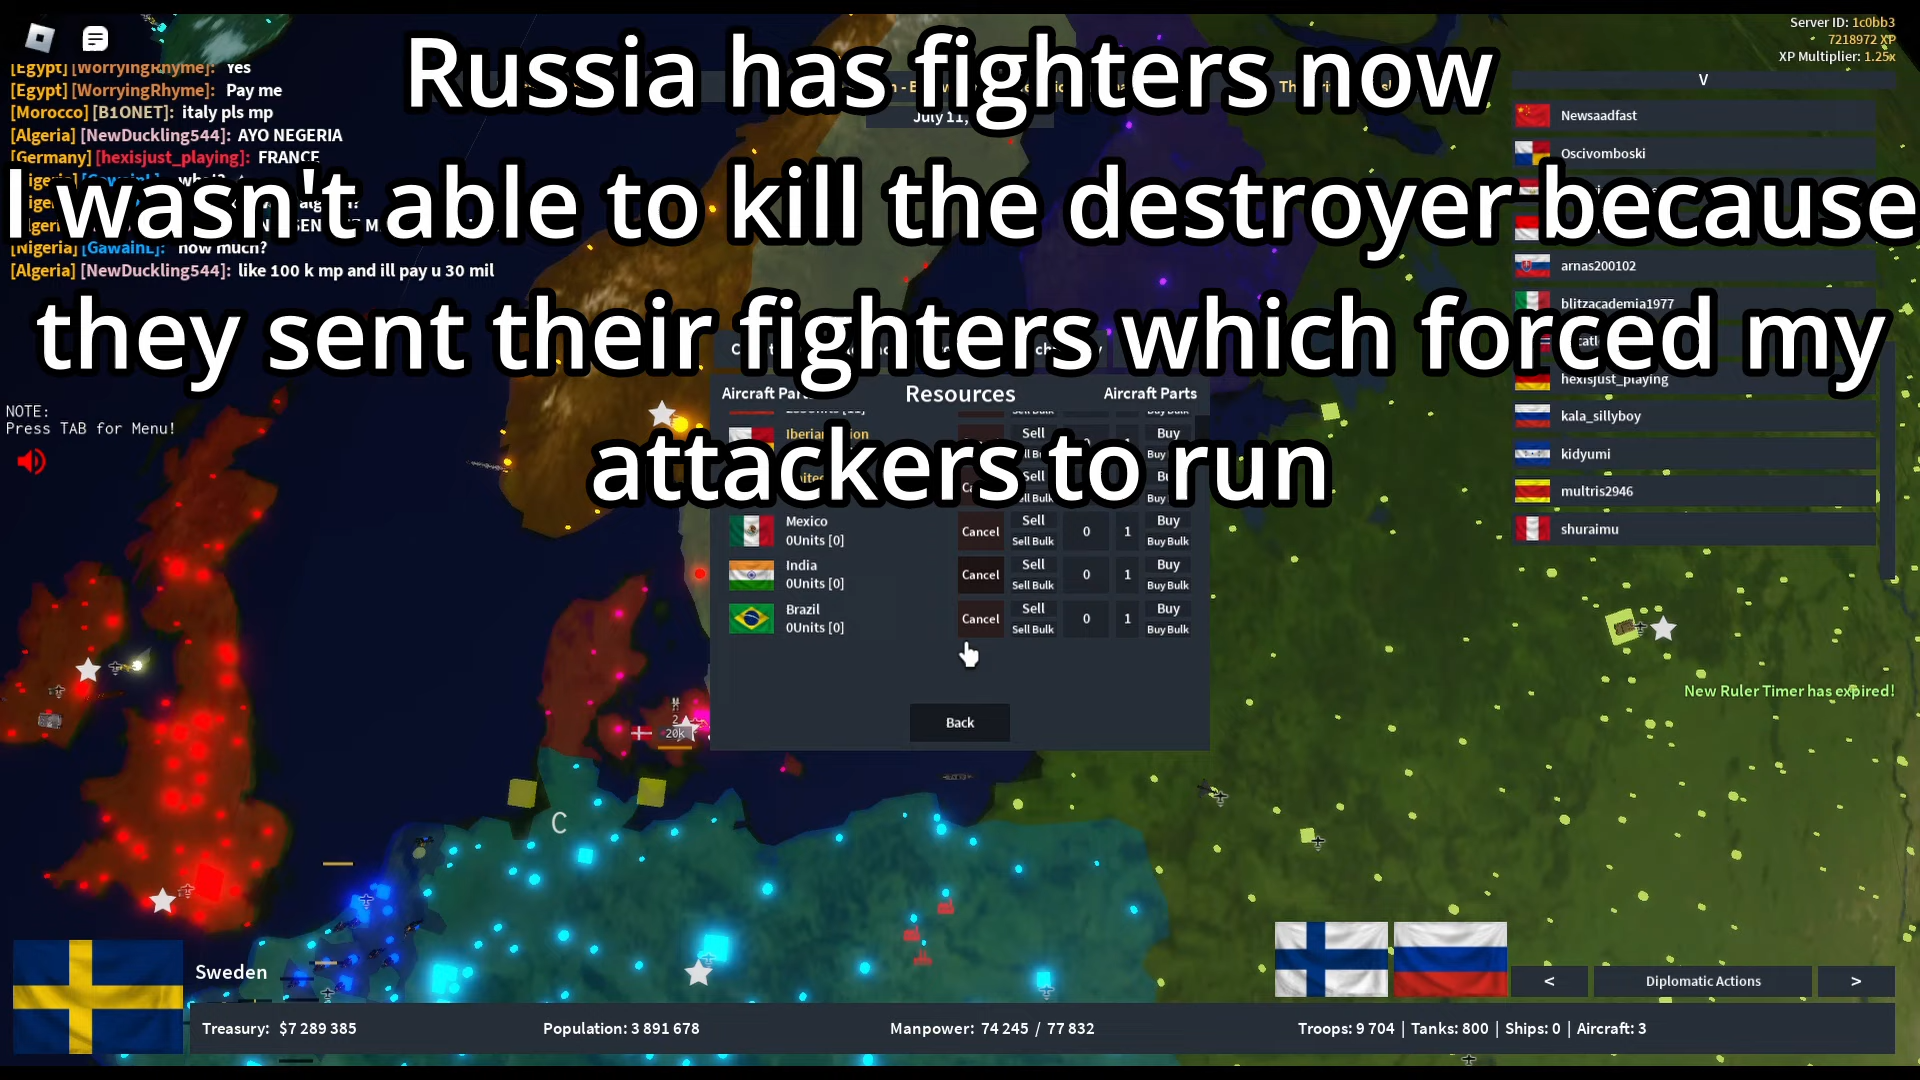 Server ID: 1c0bb3
7218972 XP
XP Multiplier: 1.25x
Russia has fighters now
I wasn't able to kill the destroyer because
they sent their fighters which forced my
attackers to run
[Egypt] [WorryingRhyme]: Yes
[Egypt] [WorryingRhyme]: Pay me
[Morocco] [B1ONET]: italy pls mp
[Algeria] [NewDuckling544]: AYO NEGERIA
[Germany] [hexisjust_playing]: FRANCE
[Nigeria] [GawainL]: how much?
[Algeria] [NewDuckling544]: like 100 k mp and ill pay u 30 mil
NOTE:
Press TAB for Menu!
July 11,
V
Newsaadfast
Oscivomboski
arnas200102
blitzacademia1977
hexisjust_playing
kala_sillyboy
kidyumi
multris2946
shuraimu
Resources
Aircraft Parts
Sell
Buy
Mexico
0Units [0]
Cancel
Sell
Sell Bulk
0
1
Buy
Buy Bulk
India
0Units [0]
Cancel
Sell
Sell Bulk
0
1
Buy
Buy Bulk
Brazil
0Units [0]
Cancel
Sell
Sell Bulk
0
1
Buy
Buy Bulk
Back
2
20k
C
New Ruler Timer has expired!
Sweden
< Diplomatic Actions >
Treasury: $7 289 385
Population: 3 891 678
Manpower: 74 245 / 77 832
Troops: 9 704 | Tanks: 800 | Ships: 0 | Aircraft: 3